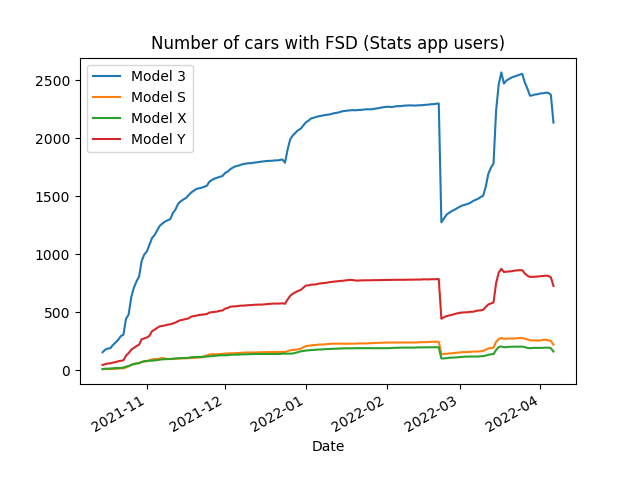 Number of cars with FSD (Stats app users)
Model 3
Model S
Model X
Model Y
2500
2000
1500
1000
500
0
2021-11
2021-12
2022-01
2022-02
2022-03
2022-04
Date